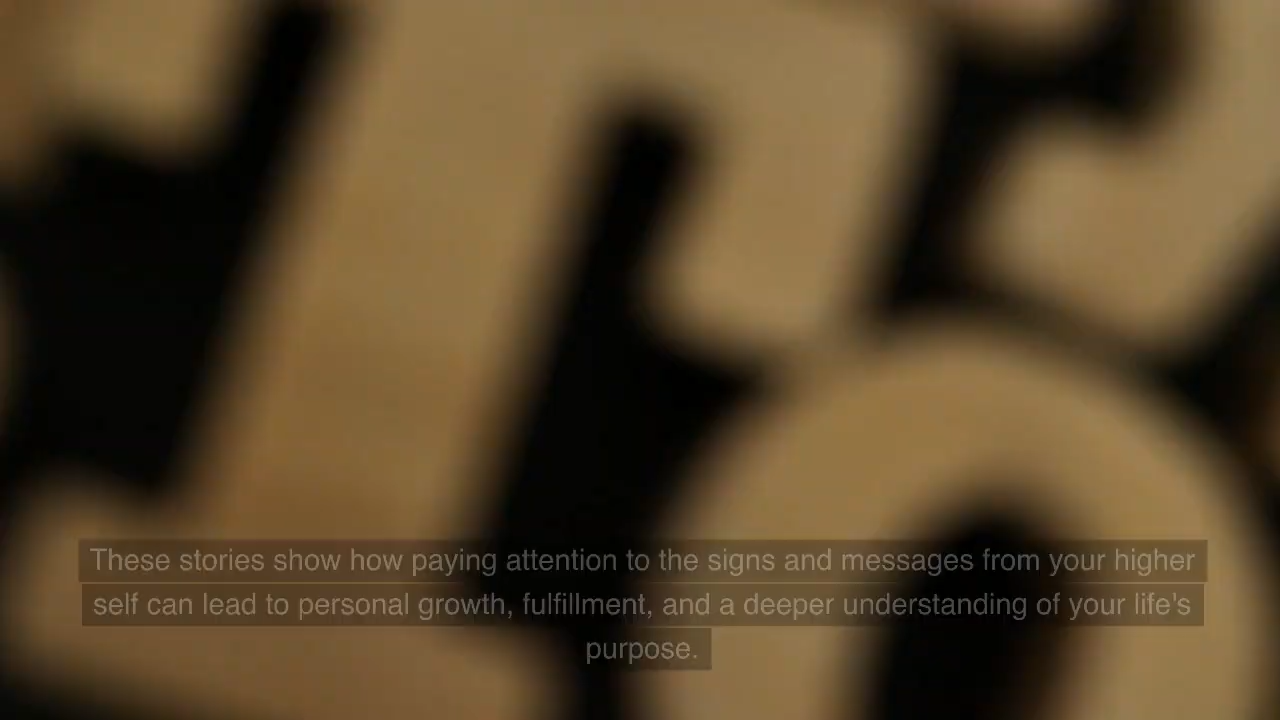 These stories show how paying attention to the signs and messages from your higher
self can lead to personal growth, fulfillment, and a deeper understanding of your life's
purpose.